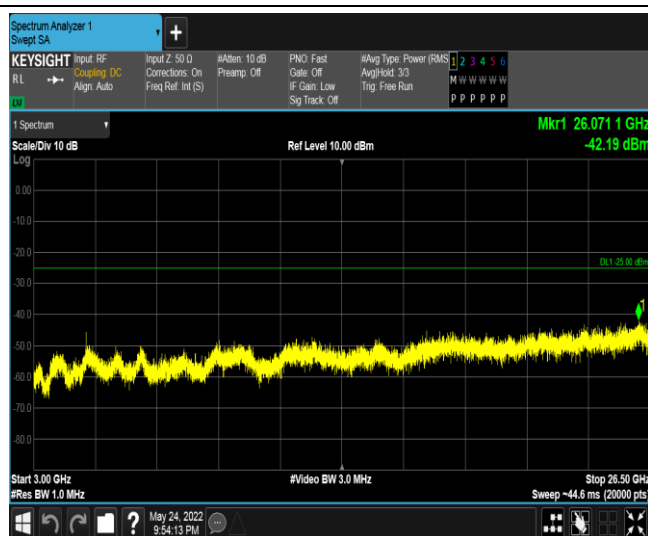 Spectrum Analyzer 1
Swept SA
+
KEYSIGHT Input: RF Input Z: 50 Ω #Atten: 10 dB PNO: Fast #Avg Type: Power (RMS) 1 2 3 4 5 6
RL Coupling: DC Corrections: On Preamp: Off Gate: Off Avg|Hold: 3/3 M W W W W W
Align: Auto Freq Ref: Int (S) IF Gain: Low Trig: Free Run
LXI Sig Track: Off P P P P P P
1 Spectrum Mkr1 26.071 1 GHz
Scale/Div 10 dB Ref Level 10.00 dBm -42.19 dBm
Log
0.00
-10.0
-20.0
DL1 -25.00 dBm
-30.0
1
-40.0
-50.0
-60.0
-70.0
-80.0
Start 3.00 GHz #Video BW 3.0 MHz Stop 26.50 GHz
#Res BW 1.0 MHz Sweep ~44.6 ms (20000 pts)
? May 24, 2022
9:54:13 PM